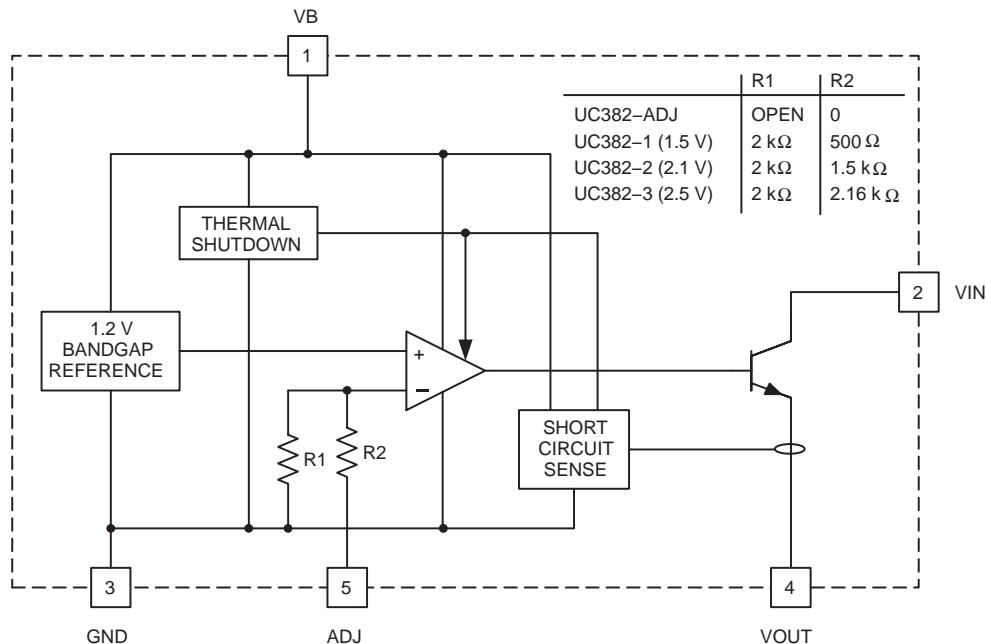 VB
1
R1 R2
UC382–ADJ OPEN 0
UC382–1 (1.5 V) 2 kΩ 500 Ω
UC382–2 (2.1 V) 2 kΩ 1.5 kΩ
UC382–3 (2.5 V) 2 kΩ 2.16 k Ω
THERMAL
SHUTDOWN
2 VIN
1.2 V
BANDGAP
REFERENCE
+
–
R1 R2
SHORT
CIRCUIT
SENSE
3 5 4
GND ADJ VOUT